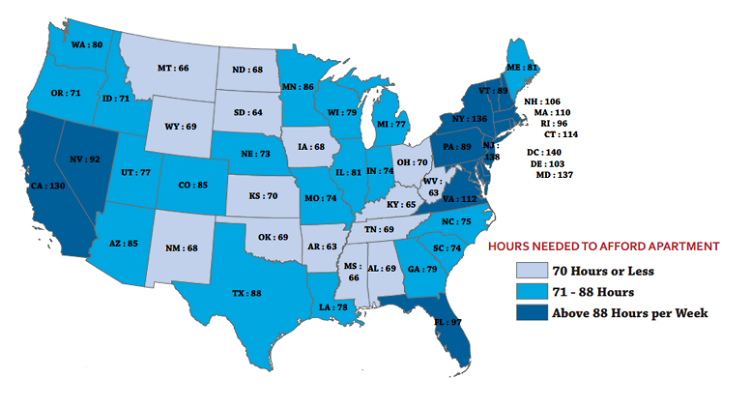 WA : 80
MT : 66
ND : 68
MN : 86
ME : 81
VT : 89
OR : 71
ID : 71
SD : 64
WI : 79
MI : 77
NY : 136
NH : 106
MA : 110
RI : 96
CT : 114
WY : 69
NV : 92
NE : 73
IA : 68
PA : 89
NJ :
138
DC : 140
DE : 103
MD : 137
CA : 130
UT : 77
CO : 85
KS : 70
MO : 74
IL : 81
IN : 74
OH : 70
WV :
63
VA : 112
KY : 65
NC : 75
TN : 69
AZ : 85
NM : 68
OK : 69
AR : 63
SC : 74
MS :
66
AL : 69
GA : 79
TX : 88
LA : 78
FL : 97
HOURS NEEDED TO AFFORD APARTMENT
70 Hours or Less
71 - 88 Hours
Above 88 Hours per Week